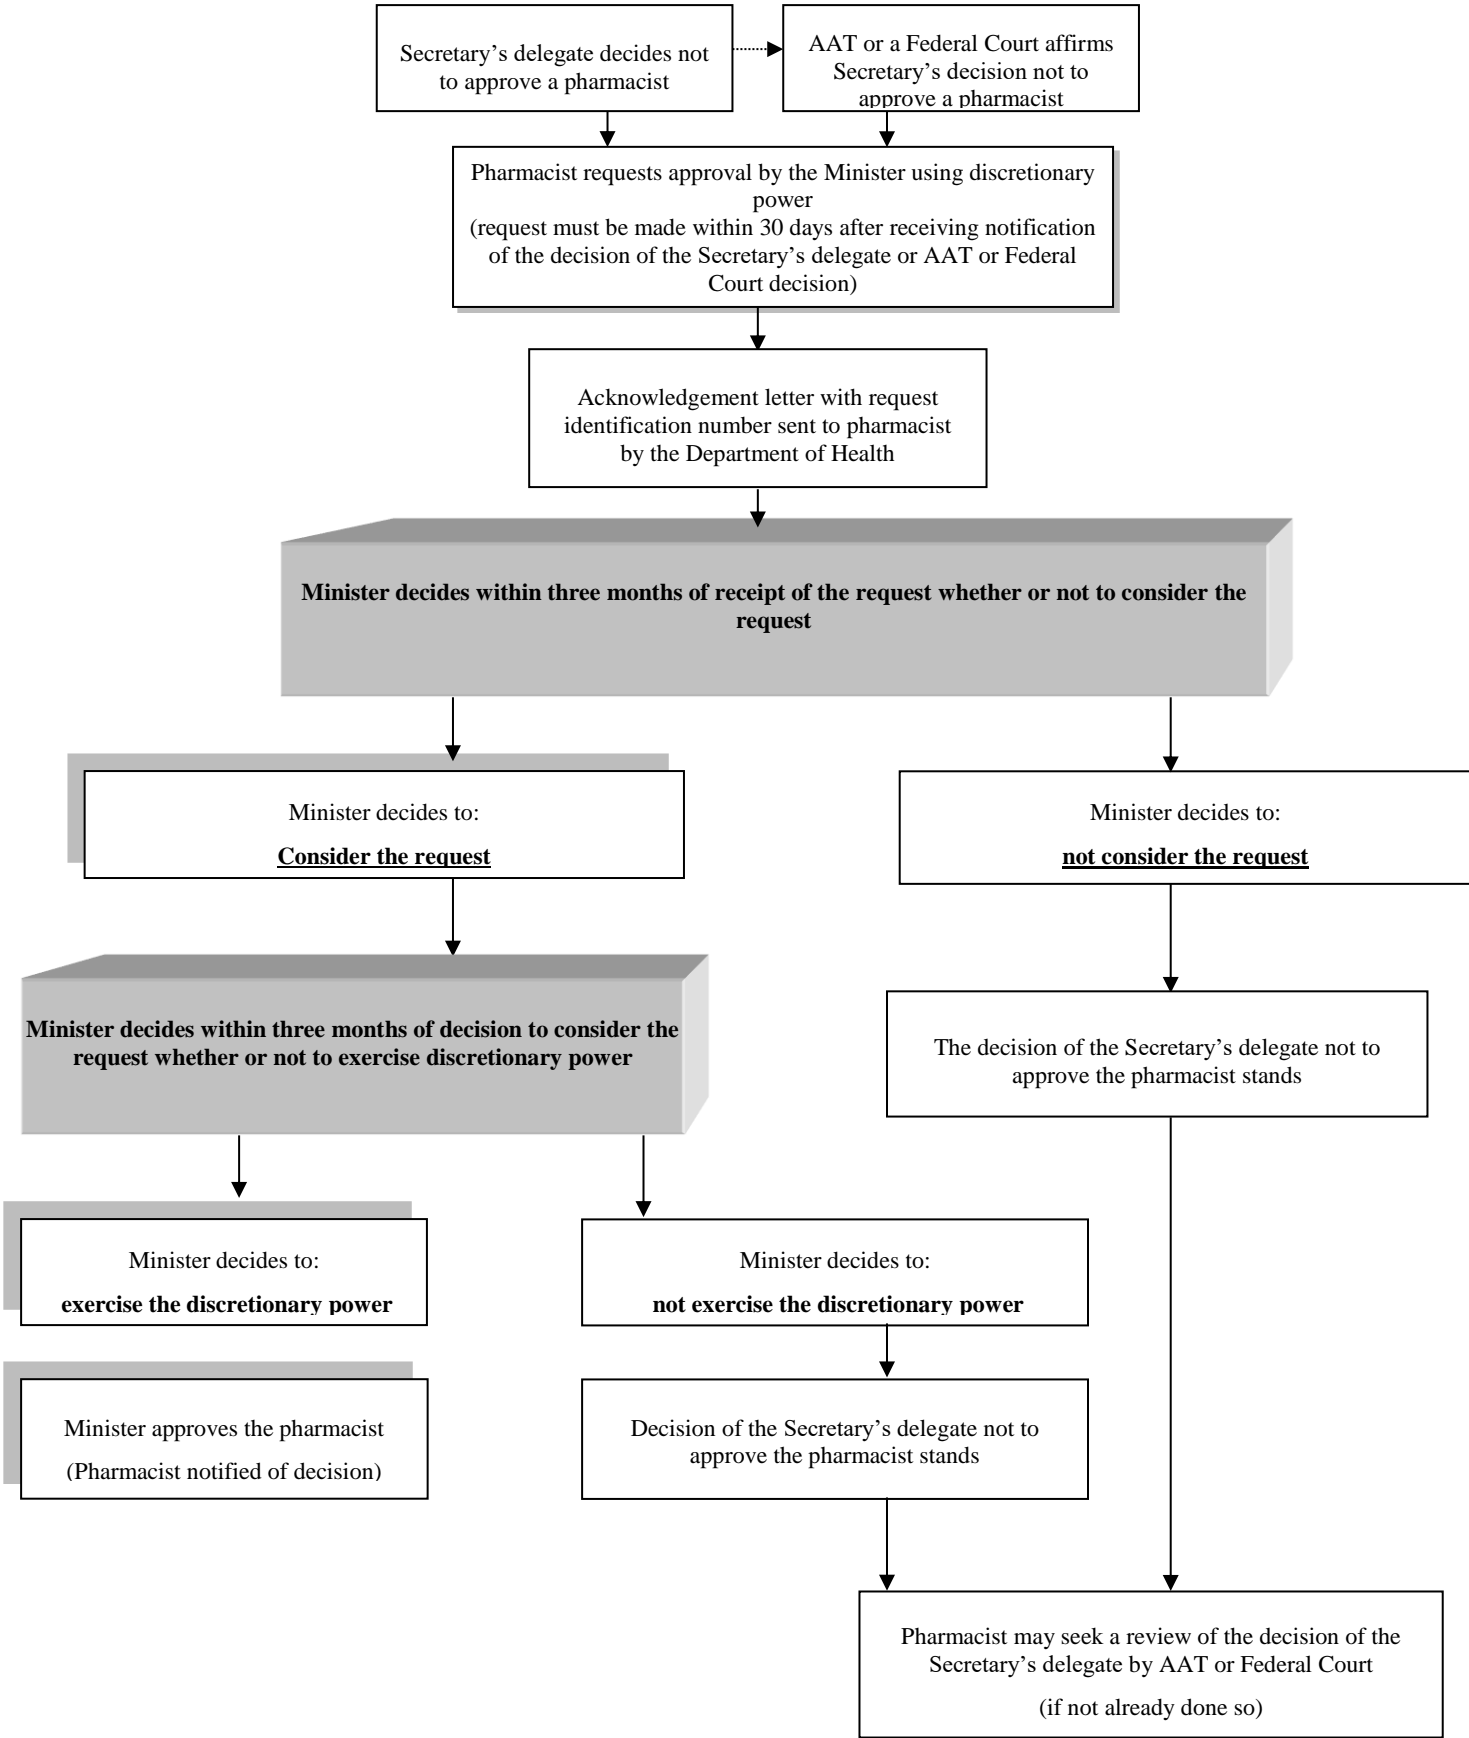 Secretary’s delegate decides not
to approve a pharmacist
AAT or a Federal Court affirms
Secretary’s decision not to
approve a pharmacist
Pharmacist requests approval by the Minister using discretionary
power
(request must be made within 30 days after receiving notification
of the decision of the Secretary’s delegate or AAT or Federal
Court decision)
Acknowledgement letter with request
identification number sent to pharmacist
by the Department of Health
Minister decides within three months of receipt of the request whether or not to consider the
request
Minister decides to:
Consider the request
Minister decides to:
not consider the request
Minister decides within three months of decision to consider the
request whether or not to exercise discretionary power
The decision of the Secretary’s delegate not to
approve the pharmacist stands
Minister decides to:
exercise the discretionary power
Minister decides to:
not exercise the discretionary power
Minister approves the pharmacist
(Pharmacist notified of decision)
Decision of the Secretary’s delegate not to
approve the pharmacist stands
Pharmacist may seek a review of the decision of the
Secretary’s delegate by AAT or Federal Court
(if not already done so)